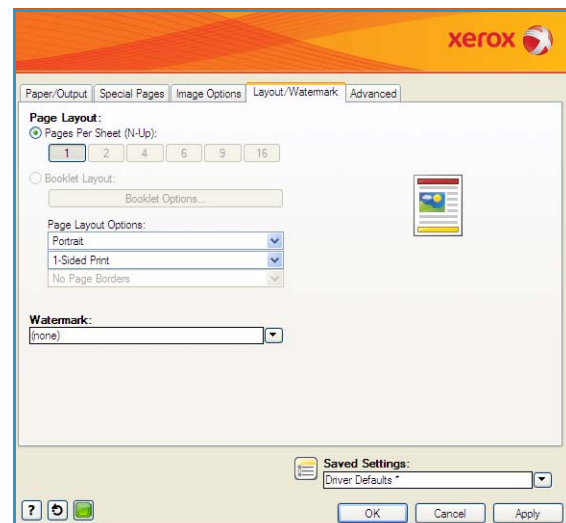 xerox
Paper/Output Special Pages Image Options Layout/Watermark Advanced
Page Layout:
Pages Per Sheet (N-Up):
1 2 4 6 9 16
Booklet Layout:
Booklet Options...
Page Layout Options:
Portrait
1-Sided Print
No Page Borders
Watermark:
(none)
Saved Settings:
Driver Defaults *
? OK Cancel Apply